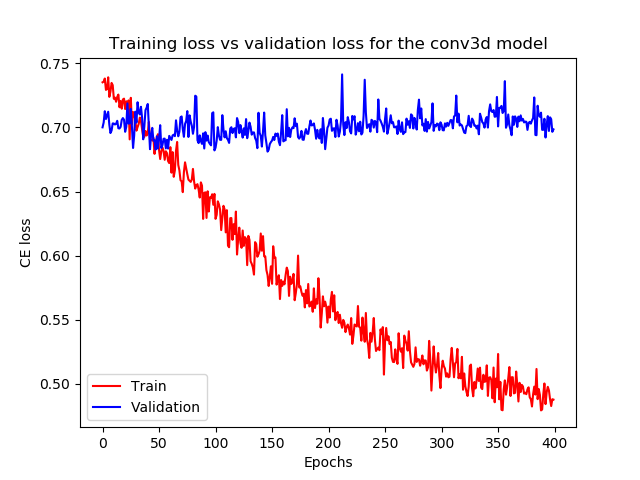 Training loss vs validation loss for the conv3d model
0.75
0.70
0.65
0.60
0.55
0.50
CE loss
Train
Validation
0 50 100 150 200 250 300 350 400
Epochs